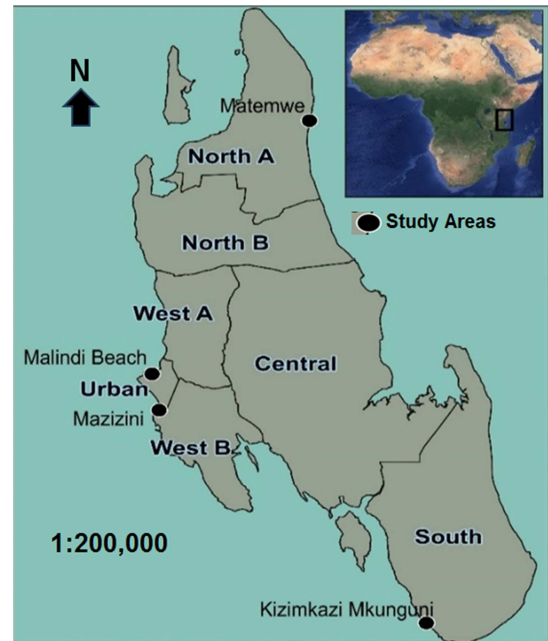 N
Matemwe
North A
Study Areas
North B
West A
Malindi Beach
Central
Urban
Mazizini
West B
1:200,000
South
Kizimkazi Mkunguni